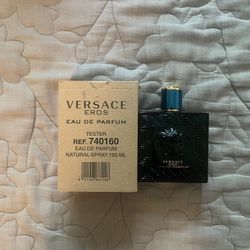 VERSACE
EROS
EAU DE PARFUM
TESTER
REF. 740160
EAU DE PARFUM
NATURAL SPRAY 100 ML
VERSACE